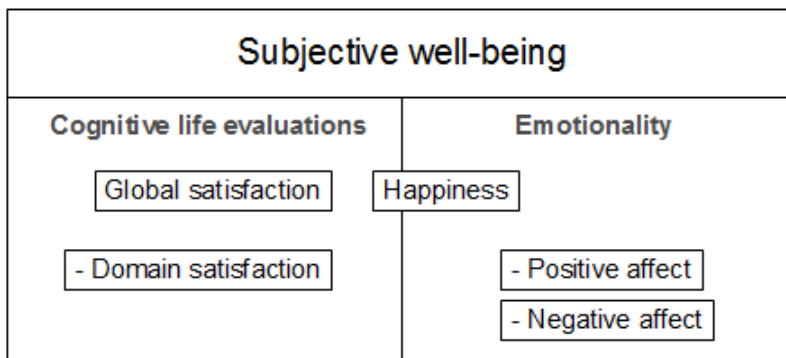 Subjective well-being
Cognitive life evaluations
Emotionality
Global satisfaction
Happiness
- Domain satisfaction
- Positive affect
- Negative affect